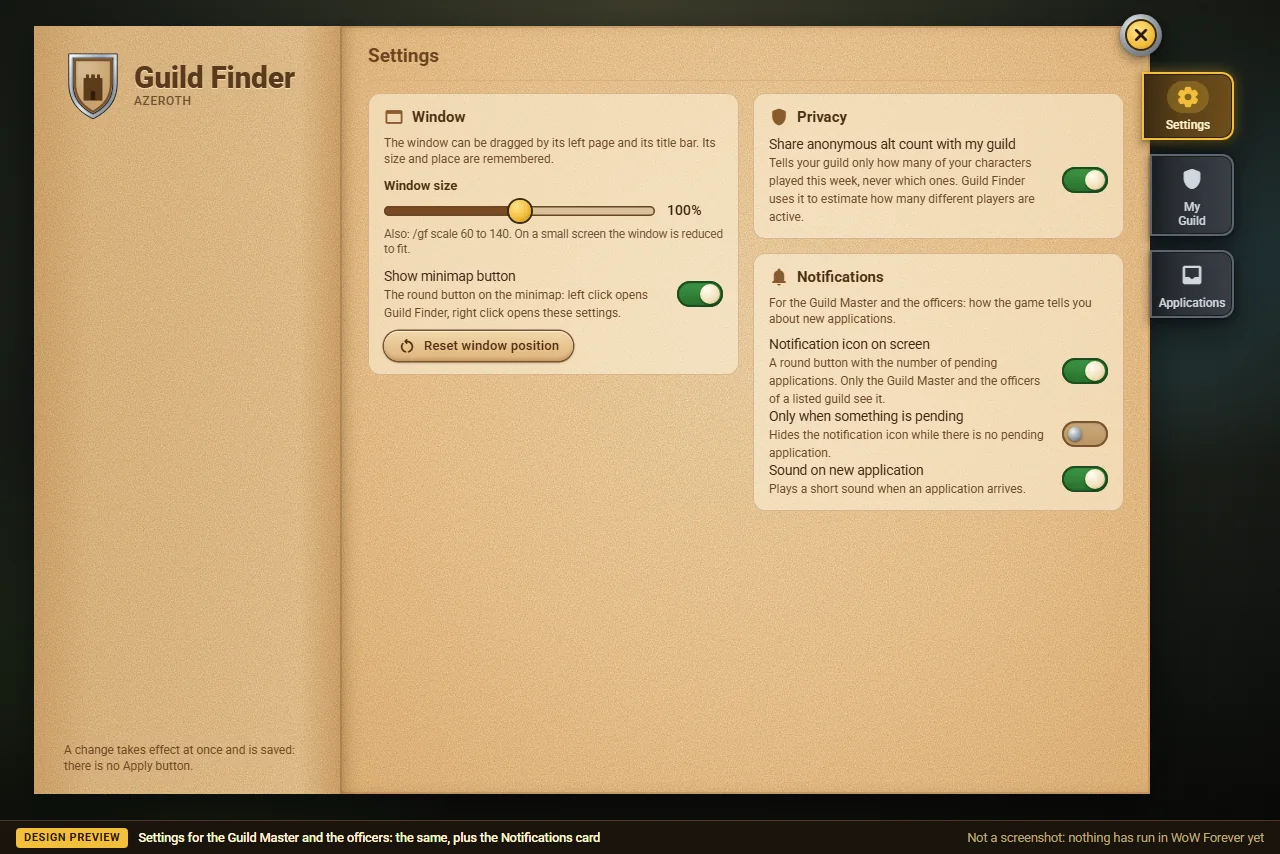 Guild Finder
AZEROTH
A change takes effect at once and is saved:
there is no Apply button.
Settings
Window
The window can be dragged by its left page and its title bar. Its
size and place are remembered.
Window size
100%
Also: /gf scale 60 to 140. On a small screen the window is reduced
to fit.
Show minimap button
The round button on the minimap: left click opens
Guild Finder, right click opens these settings.
Reset window position
Privacy
Share anonymous alt count with my guild
Tells your guild only how many of your characters
played this week, never which ones. Guild Finder
uses it to estimate how many different players are
active.
Notifications
For the Guild Master and the officers: how the game tells you
about new applications.
Notification icon on screen
A round button with the number of pending
applications. Only the Guild Master and the officers
of a listed guild see it.
Only when something is pending
Hides the notification icon while there is no pending
application.
Sound on new application
Plays a short sound when an application arrives.
Settings
My
Guild
Applications
DESIGN PREVIEW
Settings for the Guild Master and the officers: the same, plus the Notifications card
Not a screenshot: nothing has run in WoW Forever yet